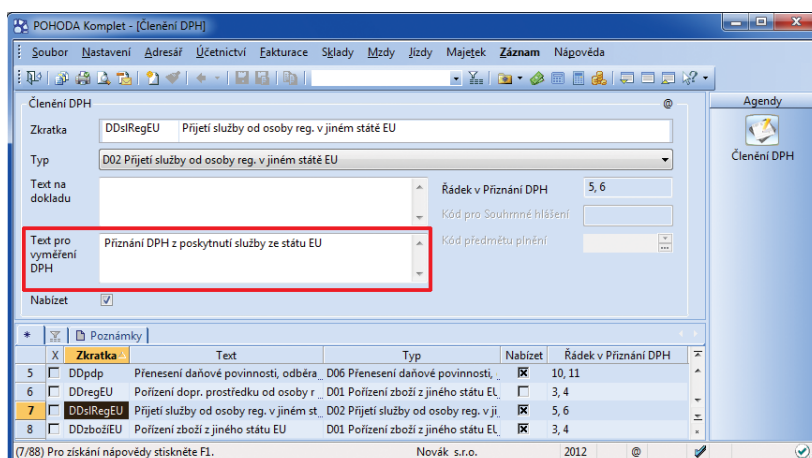 POHODA Komplet - [Členění DPH]
Soubor Nastavení Adresář Účetnictví Fakturace Sklady Mzdy Jízdy Majetek Záznam Nápověda
Členění DPH @
Zkratka DDslRegEU Přijetí služby od osoby reg. v jiném státě EU
Typ D02 Přijetí služby od osoby reg. v jiném státě EU
Text na dokladu
Řádek v Přiznání DPH 5, 6
Kód pro Souhrnné hlášení
Text pro vyměření DPH Přiznání DPH z poskytnutí služby ze státu EU
Kód předmětu plnění
Nabízet
Agendy
Členění DPH
* Poznámky
X Zkratka Text Typ Nabízet Řádek v Přiznání DPH
5 DDpdp Přenesení daňové povinnosti, odběra D06 Přenesení daňové povinnosti, 10, 11
6 DDregEU Pořízení dopr. prostředku od osoby r D01 Pořízení zboží z jiného státu EU, 3, 4
7 DDslRegEU Přijetí služby od osoby reg. v jiném st D02 Přijetí služby od osoby reg. v ji 5, 6
8 DDzbožíEU Pořízení zboží z jiného státu EU D01 Pořízení zboží z jiného státu EU, 3, 4
(7/88) Pro získání nápovědy stiskněte F1. Novák s.r.o. 2012 @